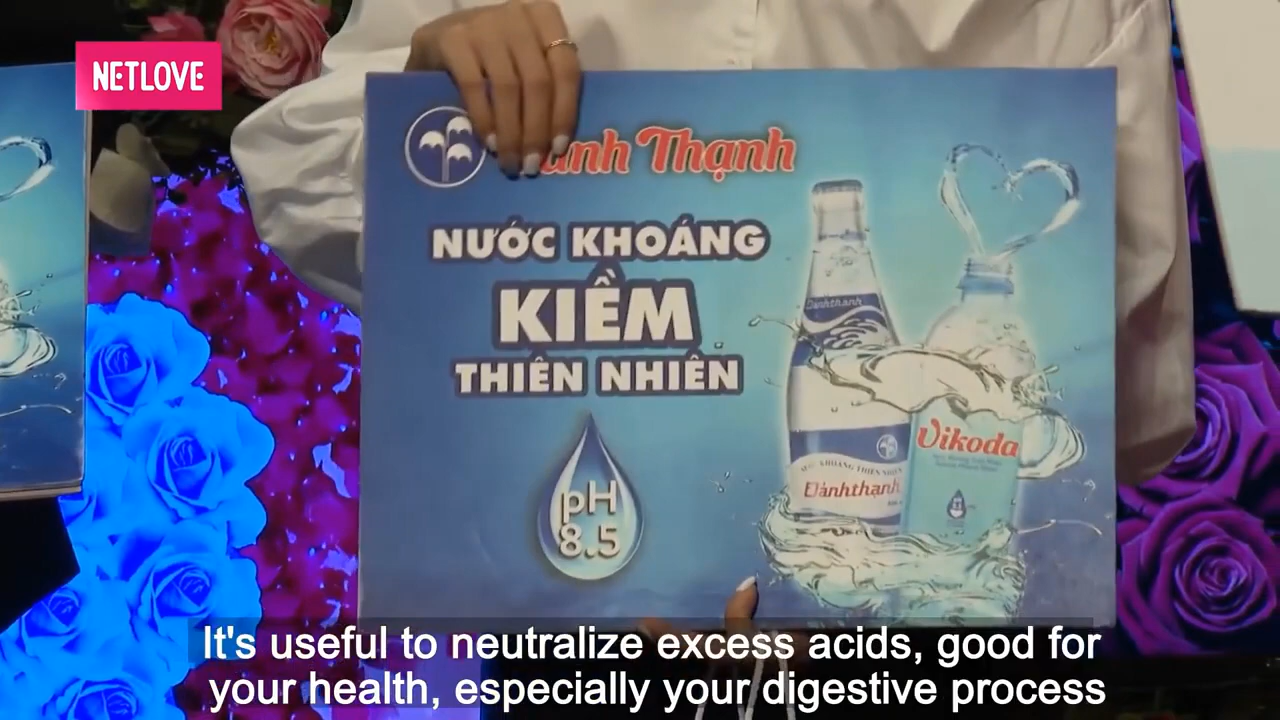 NETLOVE
Thạnh
NƯỚC KHOÁNG
KIỀM
THIÊN NHIÊN
pH
8.5
Đánhthạnh
Vikoda
It's useful to neutralize excess acids, good for
your health, especially your digestive process